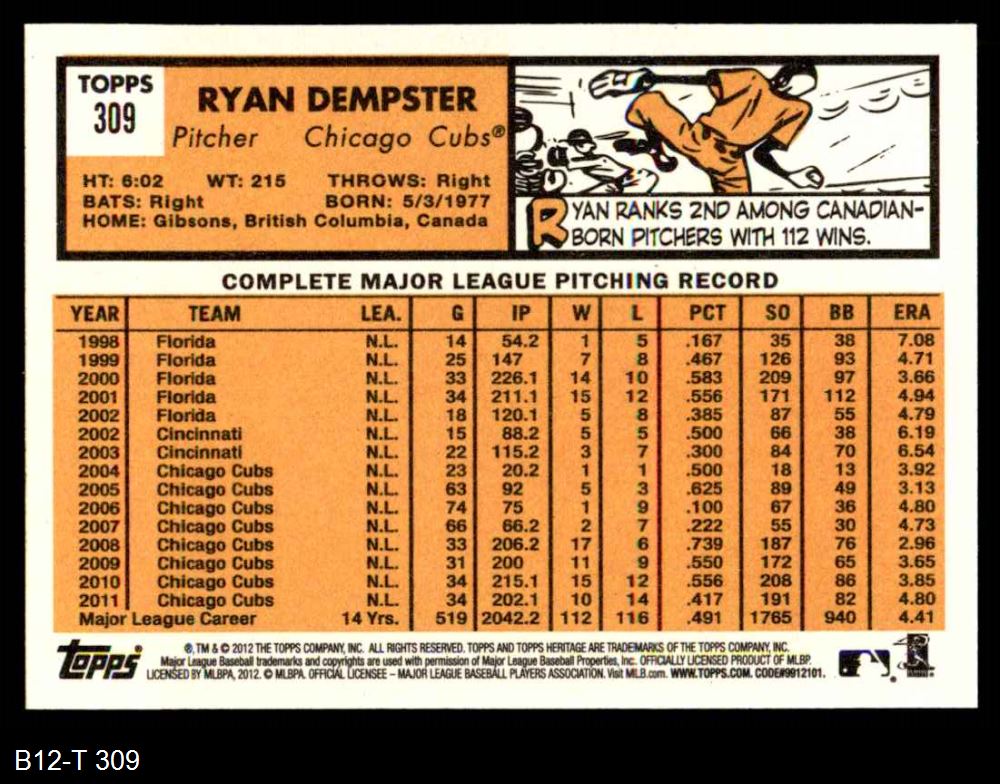 TOPPS
309
RYAN DEMPSTER
Pitcher Chicago Cubs®
HT: 6:02 WT: 215 THROWS: Right
BATS: Right BORN: 5/3/1977
HOME: Gibsons, British Columbia, Canada
RYAN RANKS 2ND AMONG CANADIAN-
BORN PITCHERS WITH 112 WINS.
COMPLETE MAJOR LEAGUE PITCHING RECORD
YEAR TEAM LEA. G IP W L PCT SO BB ERA
1998 Florida N.L. 14 54.2 1 5 .167 35 38 7.08
1999 Florida N.L. 25 147 7 8 .467 126 93 4.71
2000 Florida N.L. 33 226.1 14 10 .583 209 97 3.66
2001 Florida N.L. 34 211.1 15 12 .556 171 112 4.94
2002 Florida N.L. 18 120.1 5 8 .385 87 55 4.79
2002 Cincinnati N.L. 15 88.2 5 5 .500 66 38 6.19
2003 Cincinnati N.L. 22 115.2 3 7 .300 84 70 6.54
2004 Chicago Cubs N.L. 23 20.2 1 1 .500 18 13 3.92
2005 Chicago Cubs N.L. 63 92 5 3 .625 89 49 3.13
2006 Chicago Cubs N.L. 74 75 1 9 .100 67 36 4.80
2007 Chicago Cubs N.L. 66 66.2 2 7 .222 55 30 4.73
2008 Chicago Cubs N.L. 33 206.2 17 6 .739 187 76 2.96
2009 Chicago Cubs N.L. 31 200 11 9 .550 172 65 3.65
2010 Chicago Cubs N.L. 34 215.1 15 12 .556 208 86 3.85
2011 Chicago Cubs N.L. 34 202.1 10 14 .417 191 82 4.80
Major League Career 14 Yrs. 519 2042.2 112 116 .491 1765 940 4.41
topps®
®, TM & © 2012 THE TOPPS COMPANY, INC. ALL RIGHTS RESERVED. TOPPS AND TOPPS HERITAGE ARE TRADEMARKS OF THE TOPPS COMPANY, INC.
Major League Baseball trademarks and copyrights are used with permission of Major League Baseball Properties, Inc. OFFICIALLY LICENSED PRODUCT OF MLBP.
LICENSED BY MLBPA, 2012. © MLBPA. OFFICIAL LICENSEE – MAJOR LEAGUE BASEBALL PLAYERS ASSOCIATION. Visit MLB.com. WWW.TOPPS.COM. CODE#9912101.
B12-T 309